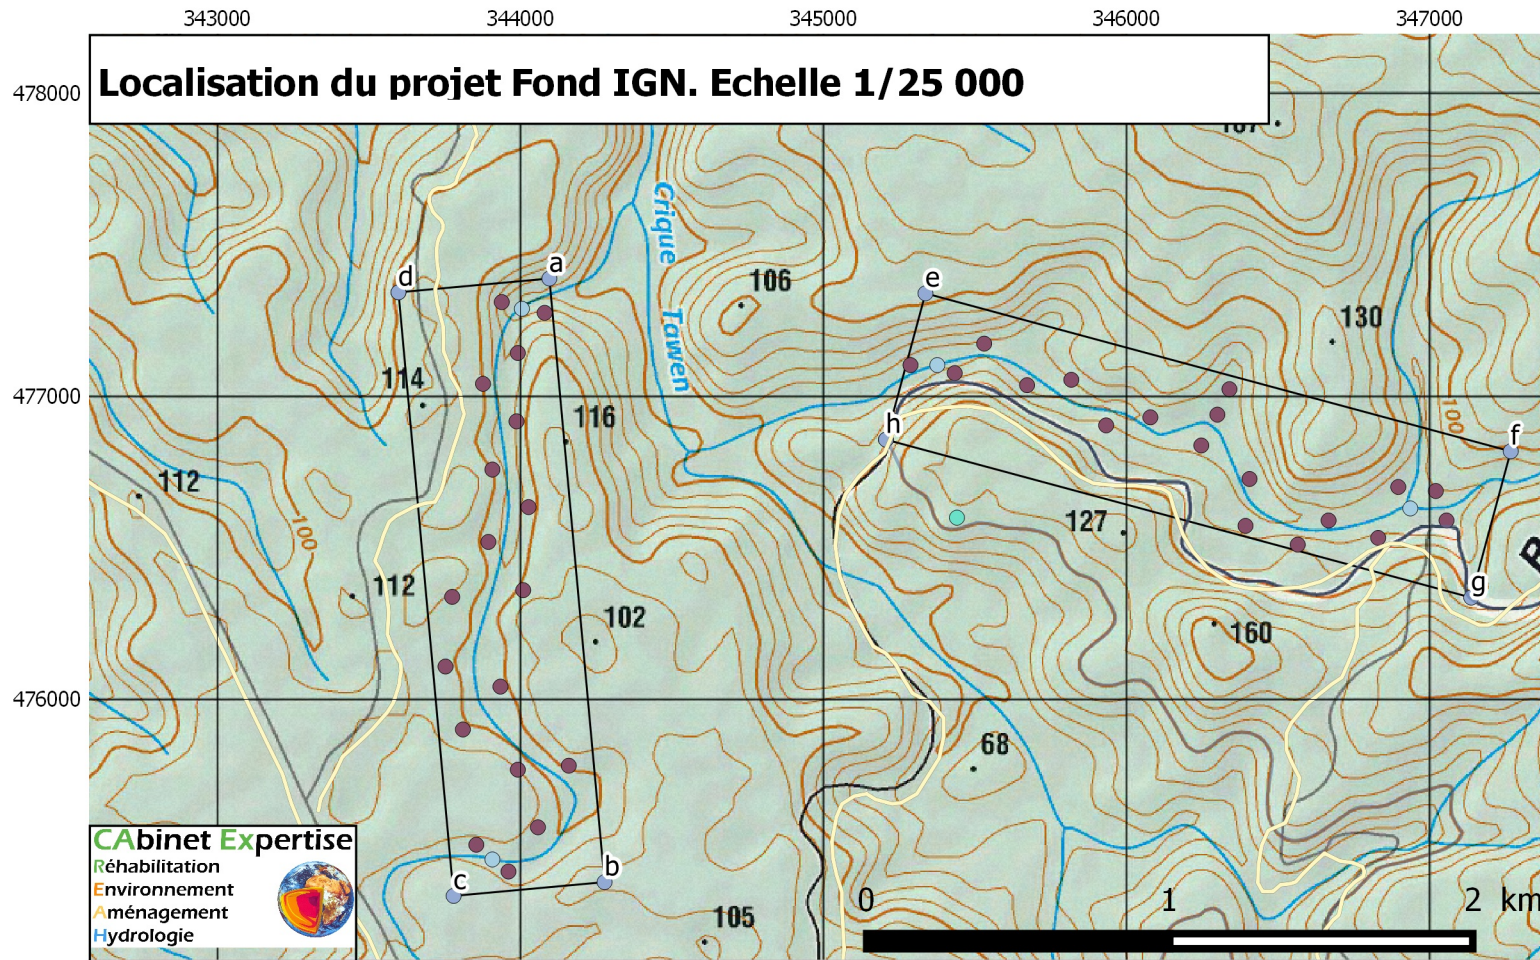 343000 344000 345000 346000 347000
Localisation du projet Fond IGN. Echelle 1/25 000
478000
Crique
Tawen
d a
106
e
130
114
477000
116
100
h
f
112
127
100
112
102
g
160
476000
68
CAbinet Expertise
Réhabilitation
Environnement
Aménagement
Hydrologie
c b
105
0 1 2 km